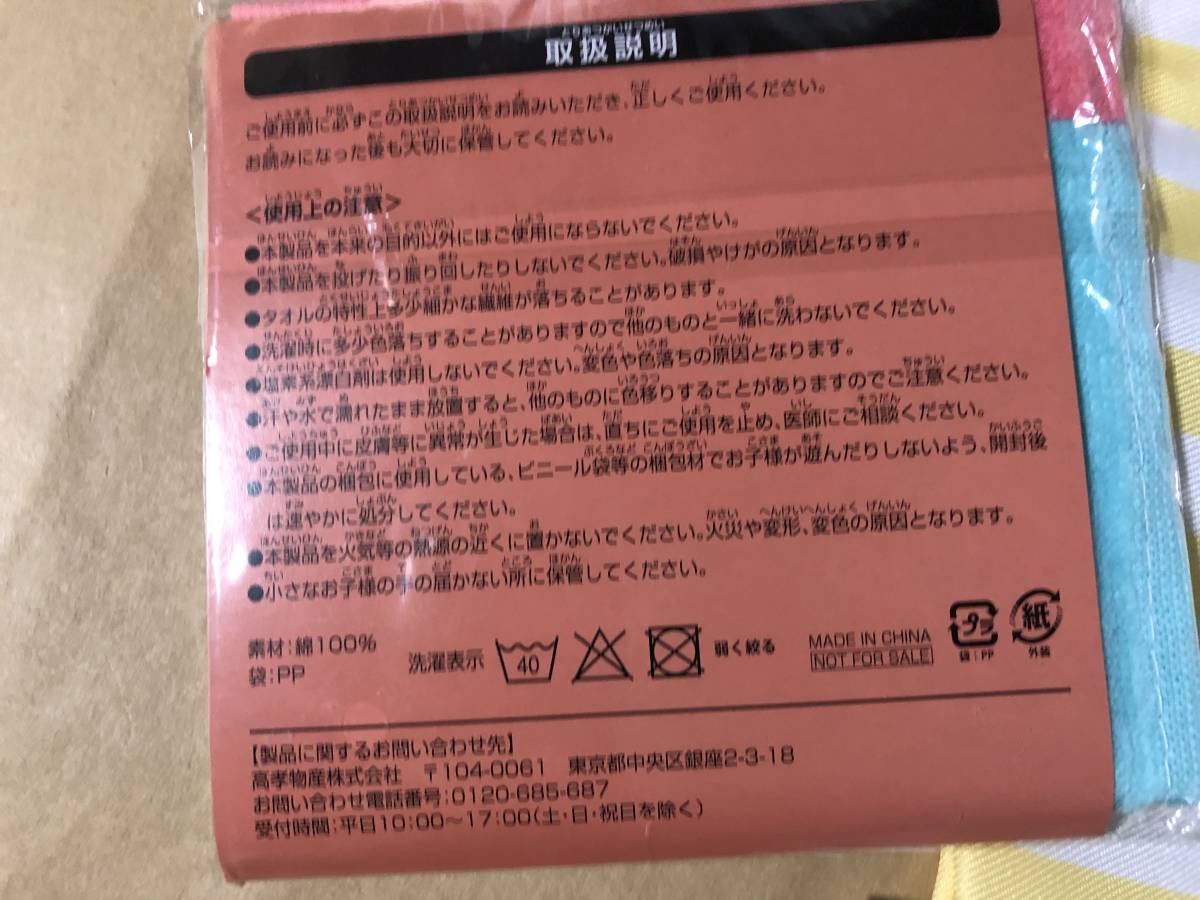 取扱説明
ご使用前に必ずこの取扱説明をお読みいただき、正しくご使用ください。
お読みになった後も大切に保管してください。
<使用上の注意>
●本製品を本来の目的以外にはご使用にならないでください。
●本製品を投げたり振り回したりしないでください。破損やけがの原因となります。
●タオルの特性上多少細かな繊維が落ちることがあります。
●洗濯時に多少色落ちすることがありますので他のものと一緒に洗わないでください。
●塩素系漂白剤は使用しないでください。変色や色落ちの原因となります。
●汗や水で濡れたまま放置すると、他のものに色移りすることがありますのでご注意ください。
●ご使用中に皮膚等に異常が生じた場合は、直ちにご使用を止め、医師にご相談ください。
●本製品の梱包に使用している、ビニール袋等の梱包材でお子様が遊んだりしないよう、開封後
は速やかに処分してください。
●本製品を火気等の熱源の近くに置かないでください。火災や変形、変色の原因となります。
●小さなお子様の手の届かない所に保管してください。
素材:綿100%
袋:PP
洗濯表示 40 弱く絞る
MADE IN CHINA
NOT FOR SALE
プラ
袋:PP
紙
外装
【製品に関するお問い合わせ先】
高孝物産株式会社 〒104-0061 東京都中央区銀座2-3-18
お問い合わせ電話番号:0120-685-687
受付時間:平日10:00～17:00(土・日・祝日を除く)